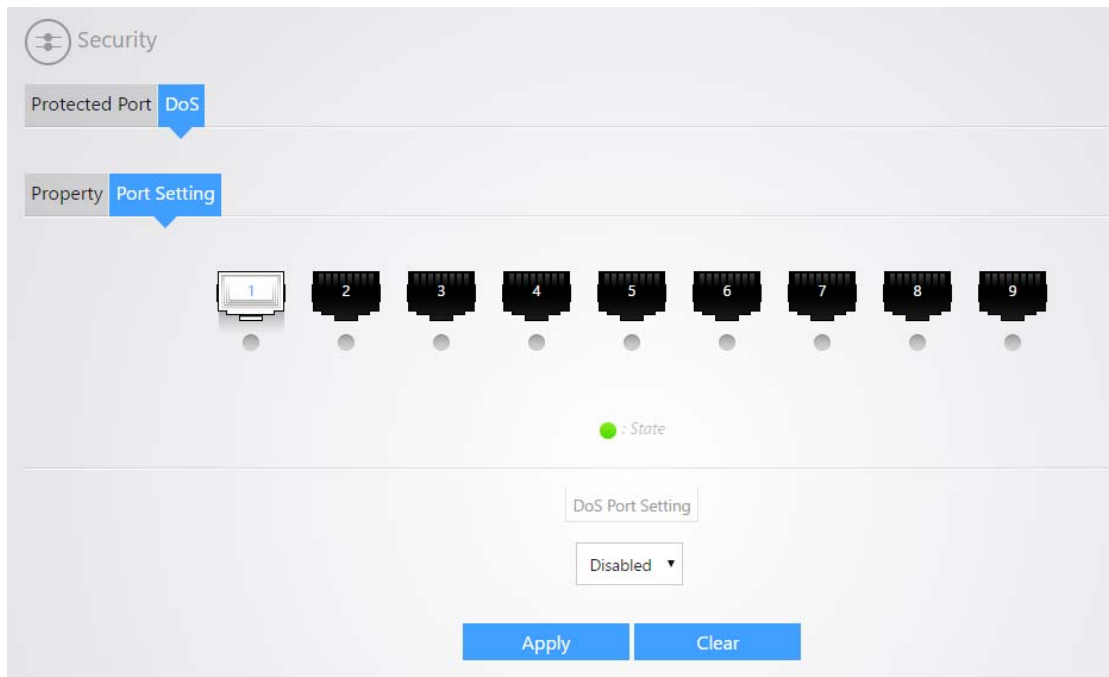 Security
Protected Port DoS
Property Port Setting
1 2 3 4 5 6 7 8 9
: State
DoS Port Setting
Disabled
Apply Clear